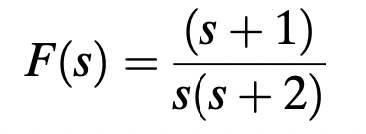 F(s) = (s + 1) / s(s + 2)